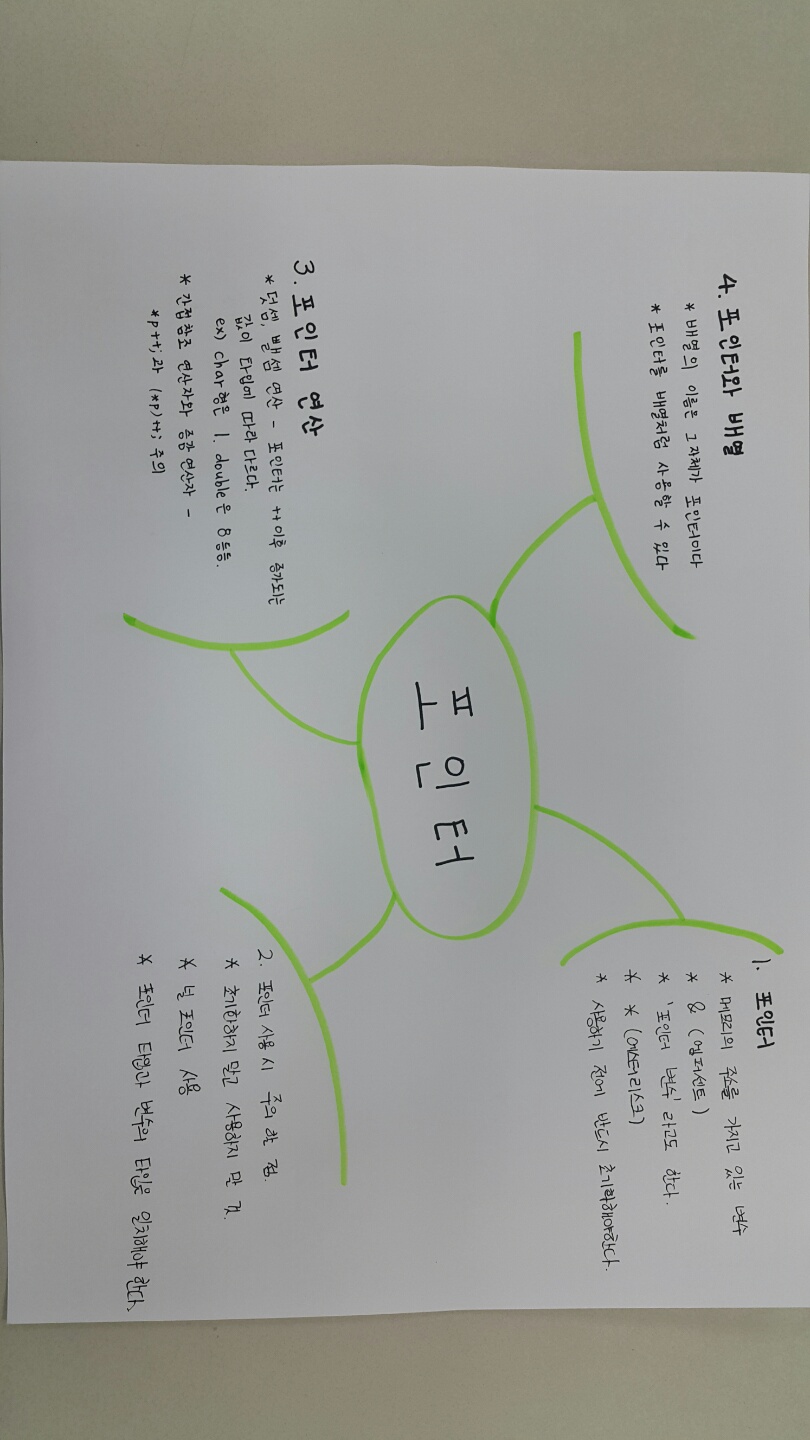 포인터
1. 포인터
* 메모리의 주소를 가지고 있는 변수
* & (엠퍼센트)
* '포인터 변수' 라고도 한다.
* * (에스터리스크)
* 사용하기 전에 반드시 초기화해야한다.
2. 포인터 사용 시 주의 할 점.
* 초기화하지 않고 사용하지 말 것.
* 널 포인터 사용
* 포인터 타입과 변수의 타입은 일치해야 한다.
3. 포인터 연산
* 덧셈, 뺄셈 연산 - 포인터는 ++이후 증가되는
값이 타입에 따라 다르다.
ex) char형은 1. double은 8 등등.
* 간접참조 연산자와 증감 연산자 -
*p++; 과 (*p)++; 주의
4. 포인터와 배열
* 배열의 이름은 그 자체가 포인터이다
* 포인터를 배열처럼 사용할 수 있다